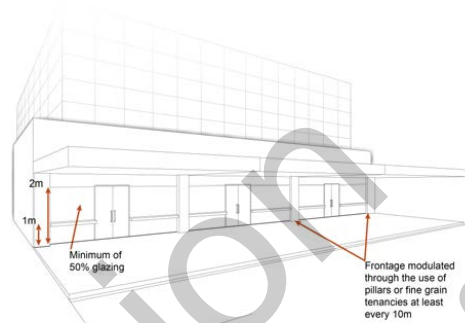 2m
1m
Minimum of
50% glazing
Frontage modulated
through the use of
pillars or fine grain
tenancies at least
every 10m
ion